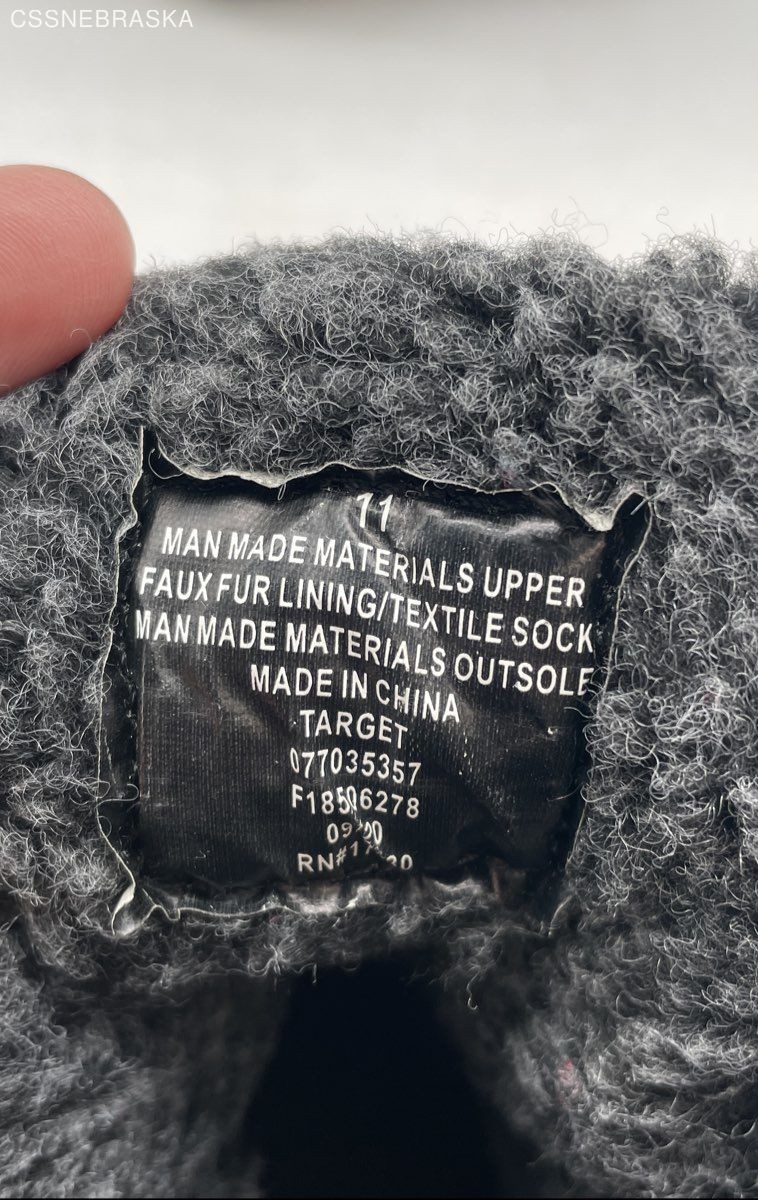 CSSNEBRASKA
11
MAN MADE MATERIALS UPPER
FAUX FUR LINING/TEXTILE SOCK
MAN MADE MATERIALS OUTSOLE
MADE IN CHINA
TARGET
077035357
F18506278